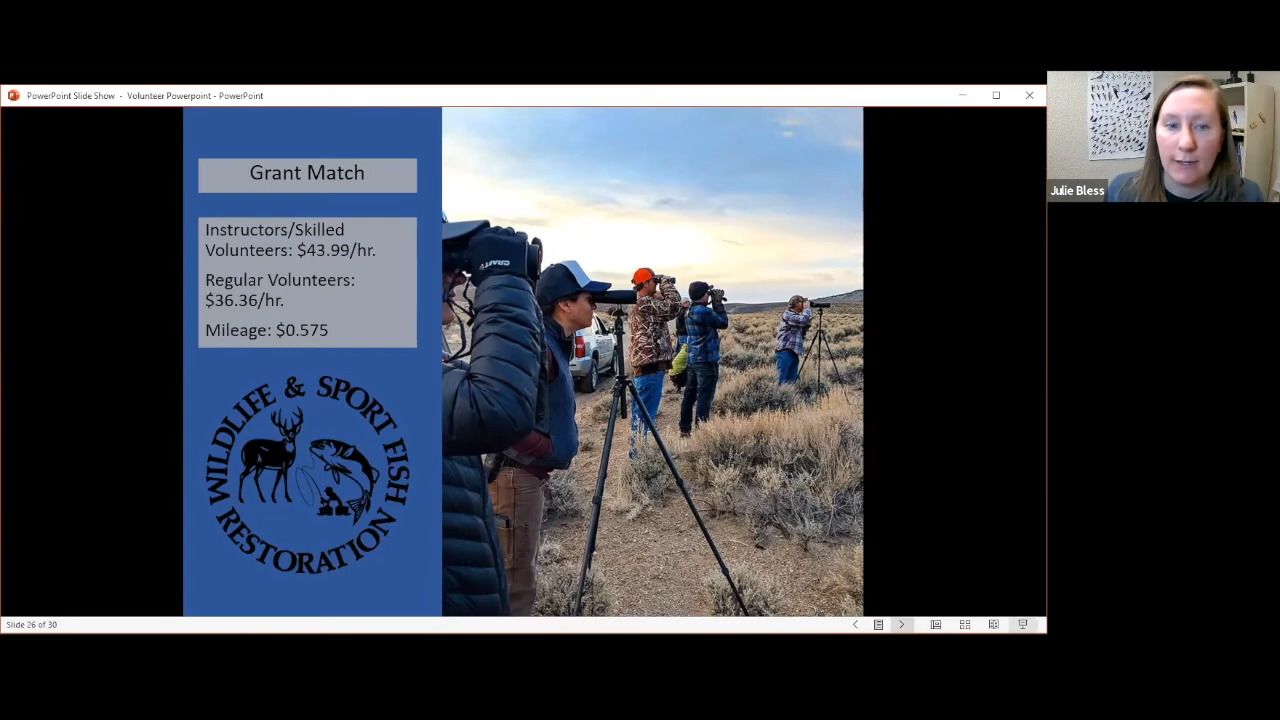 PowerPoint Slide Show - Volunteer Powerpoint - PowerPoint
Grant Match
Instructors/Skilled
Volunteers: $43.99/hr.
Regular Volunteers:
$36.36/hr.
Mileage: $0.575
WILDLIFE & SPORT FISH
RESTORATION
CRAFT
Julie Bless
Slide 26 of 30